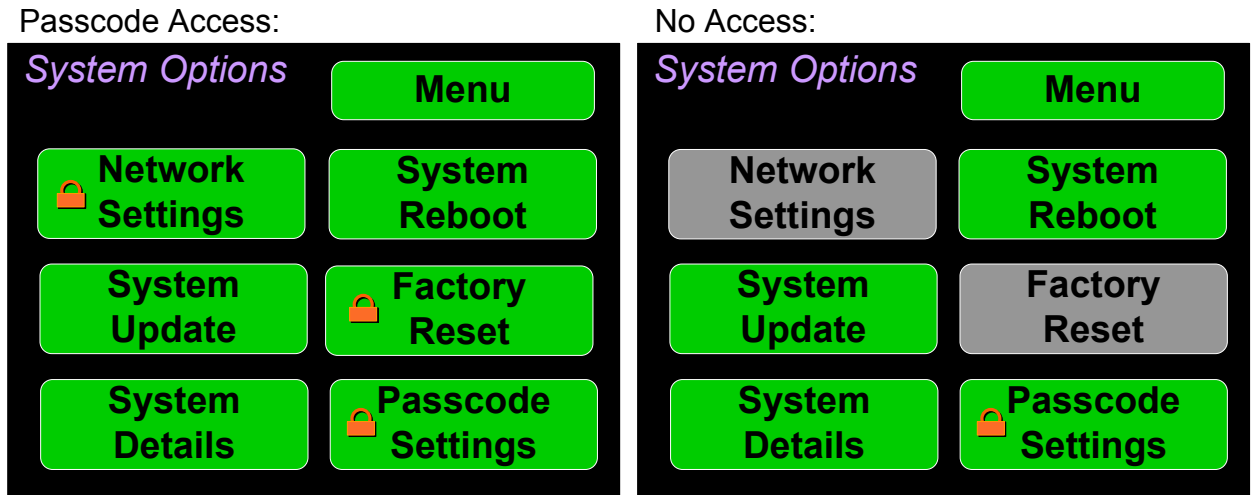 Passcode Access:
System Options
Menu
Network
Settings
System
Reboot
System
Update
Factory
Reset
System
Details
Passcode
Settings
No Access:
System Options
Menu
Network
Settings
System
Reboot
System
Update
Factory
Reset
System
Details
Passcode
Settings